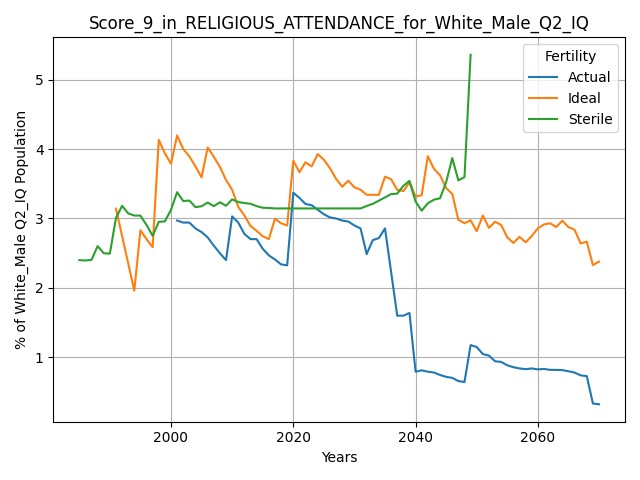 Score_9_in_RELIGIOUS_ATTENDANCE_for_White_Male_Q2_IQ
Fertility
Actual
Ideal
Sterile
% of White_Male Q2_IQ Population
5
4
3
2
1
2000
2020
2040
2060
Years